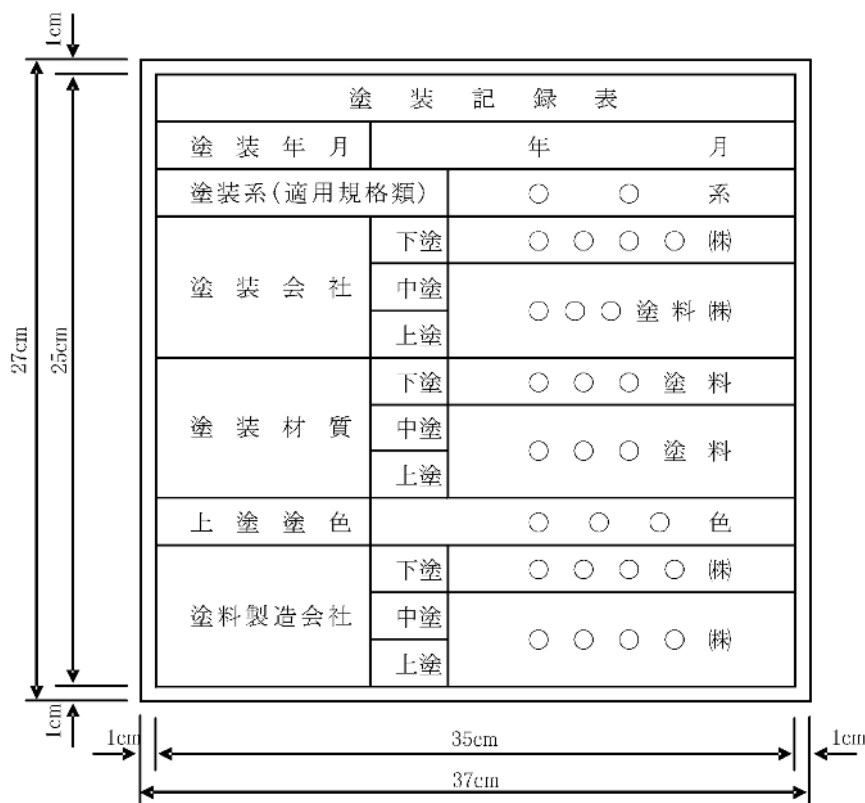 1cm
塗装記録表
塗装年月 年 月
塗装系(適用規格類) ○ ○ 系
下塗 ○○○○㈱
塗装会社 中塗 ○○○塗料㈱
上塗
下塗 ○○○塗料
塗装材質 中塗 ○○○塗料
上塗
上塗塗色 ○○○色
下塗 ○○○○㈱
塗料製造会社 中塗 ○○○○㈱
上塗
27cm
25cm
1cm
1cm 35cm 1cm
37cm